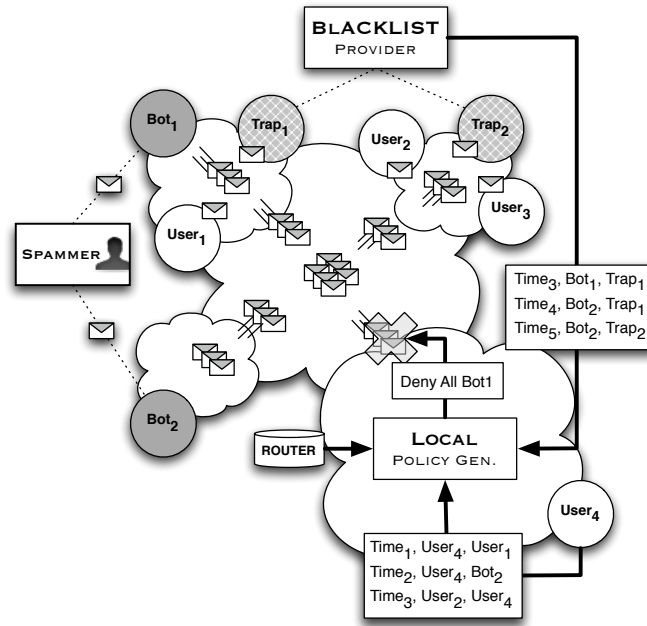 BLACKLIST
PROVIDER
Bot₁
Trap₁
User₂
Trap₂
User₁
User₃
SPAMMER
Time₃, Bot₁, Trap₁
Time₄, Bot₂, Trap₁
Time₅, Bot₂, Trap₂
Deny All Bot1
Bot₂
ROUTER
LOCAL
POLICY GEN.
User₄
Time₁, User₄, User₁
Time₂, User₄, Bot₂
Time₃, User₂, User₄